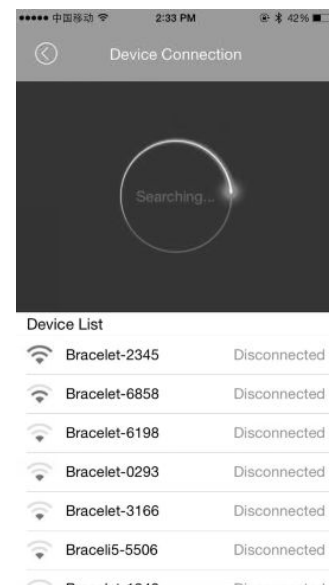 中国移动 2:33 PM 42%
Device Connection
Searching...
Device List
Bracelet-2345 Disconnected
Bracelet-6858 Disconnected
Bracelet-6198 Disconnected
Bracelet-0293 Disconnected
Bracelet-3166 Disconnected
Braceli5-5506 Disconnected